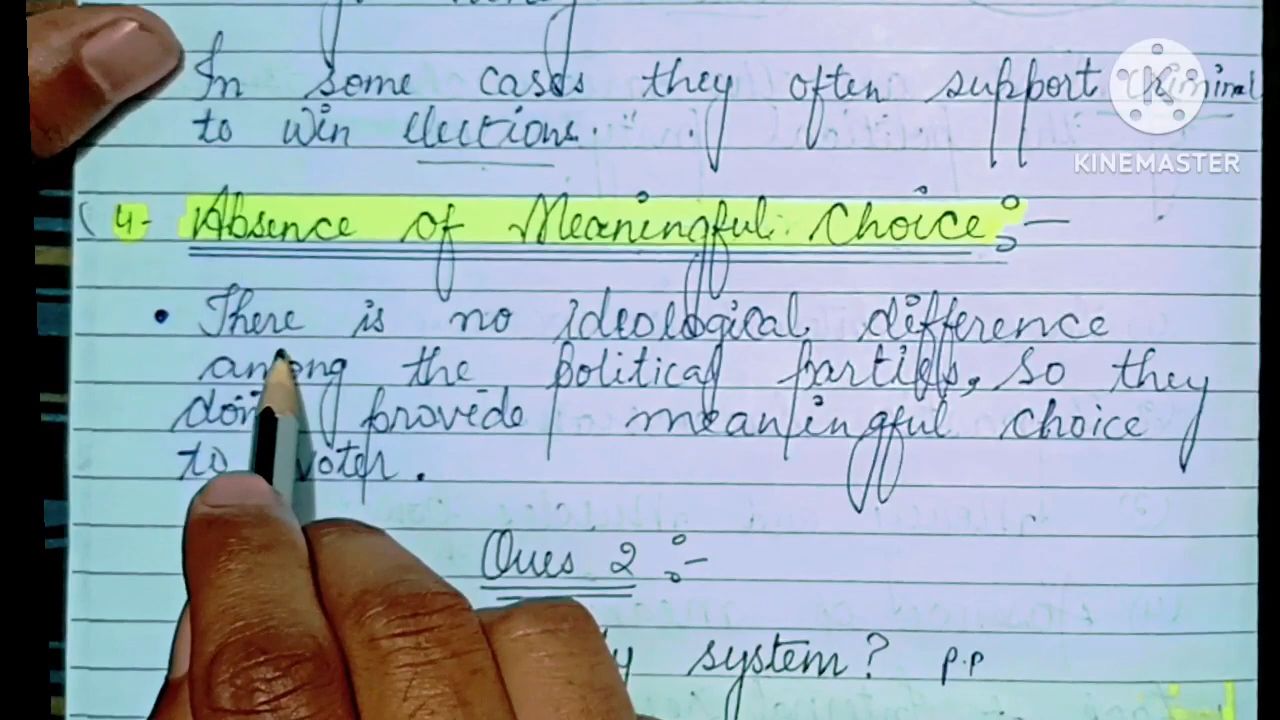 In some cases they often support Criminal
to win elections.
KINEMASTER
4- Absence of Meaningful Choice :-
• There is no ideological difference
among the political parties, so they
provide meaningful choice
to voter.
Ques 2 :-
system? p.p